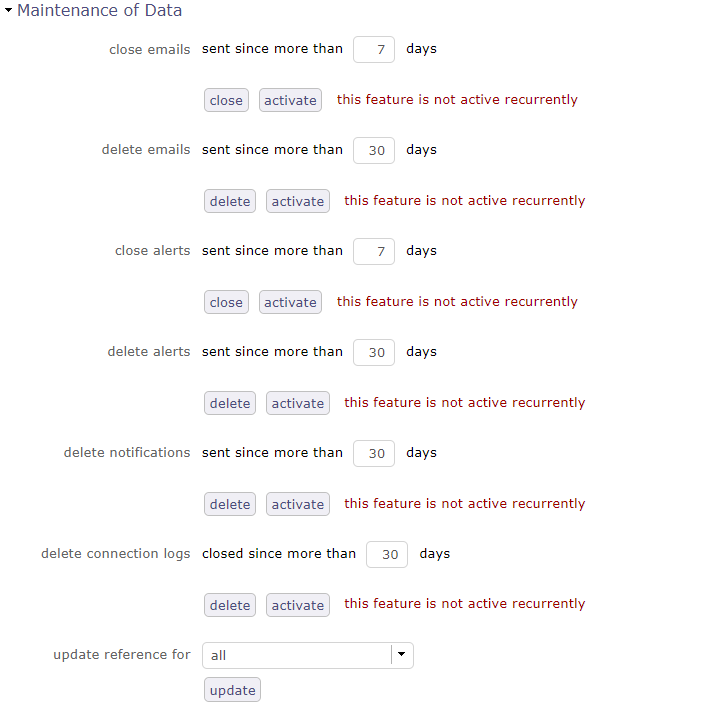 Maintenance of Data
close emails sent since more than 7 days
close activate this feature is not active recurrently
delete emails sent since more than 30 days
delete activate this feature is not active recurrently
close alerts sent since more than 7 days
close activate this feature is not active recurrently
delete alerts sent since more than 30 days
delete activate this feature is not active recurrently
delete notifications sent since more than 30 days
delete activate this feature is not active recurrently
delete connection logs closed since more than 30 days
delete activate this feature is not active recurrently
update reference for all
update